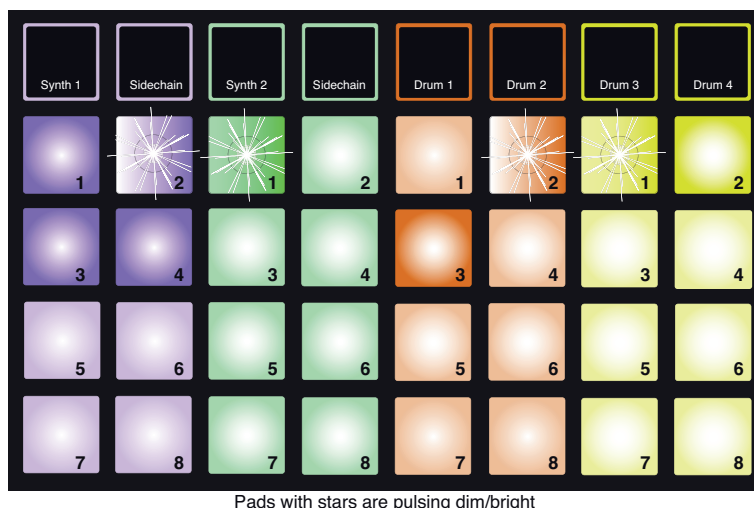 Synth 1 Sidechain Synth 2 Sidechain Drum 1 Drum 2 Drum 3 Drum 4
1 2 1 2 1 2 1 2
3 4 3 4 3 4 3 4
5 6 5 6 5 6 5 6
7 8 7 8 7 8 7 8
Pads with stars are pulsing dim/bright